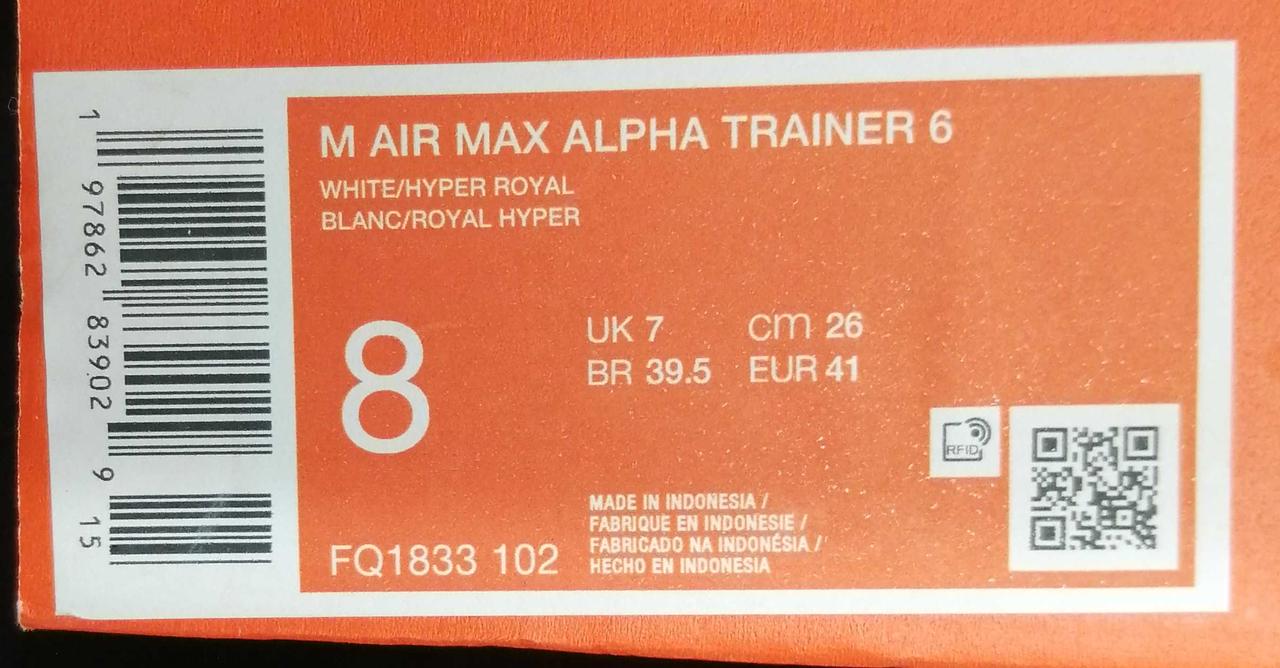 1 97862 83902 9 15
M AIR MAX ALPHA TRAINER 6
WHITE/HYPER ROYAL
BLANC/ROYAL HYPER
8
UK 7 cm 26
BR 39.5 EUR 41
RFID
MADE IN INDONESIA /
FABRIQUE EN INDONESIE /
FABRICADO NA INDONÉSIA /
HECHO EN INDONESIA
FQ1833 102